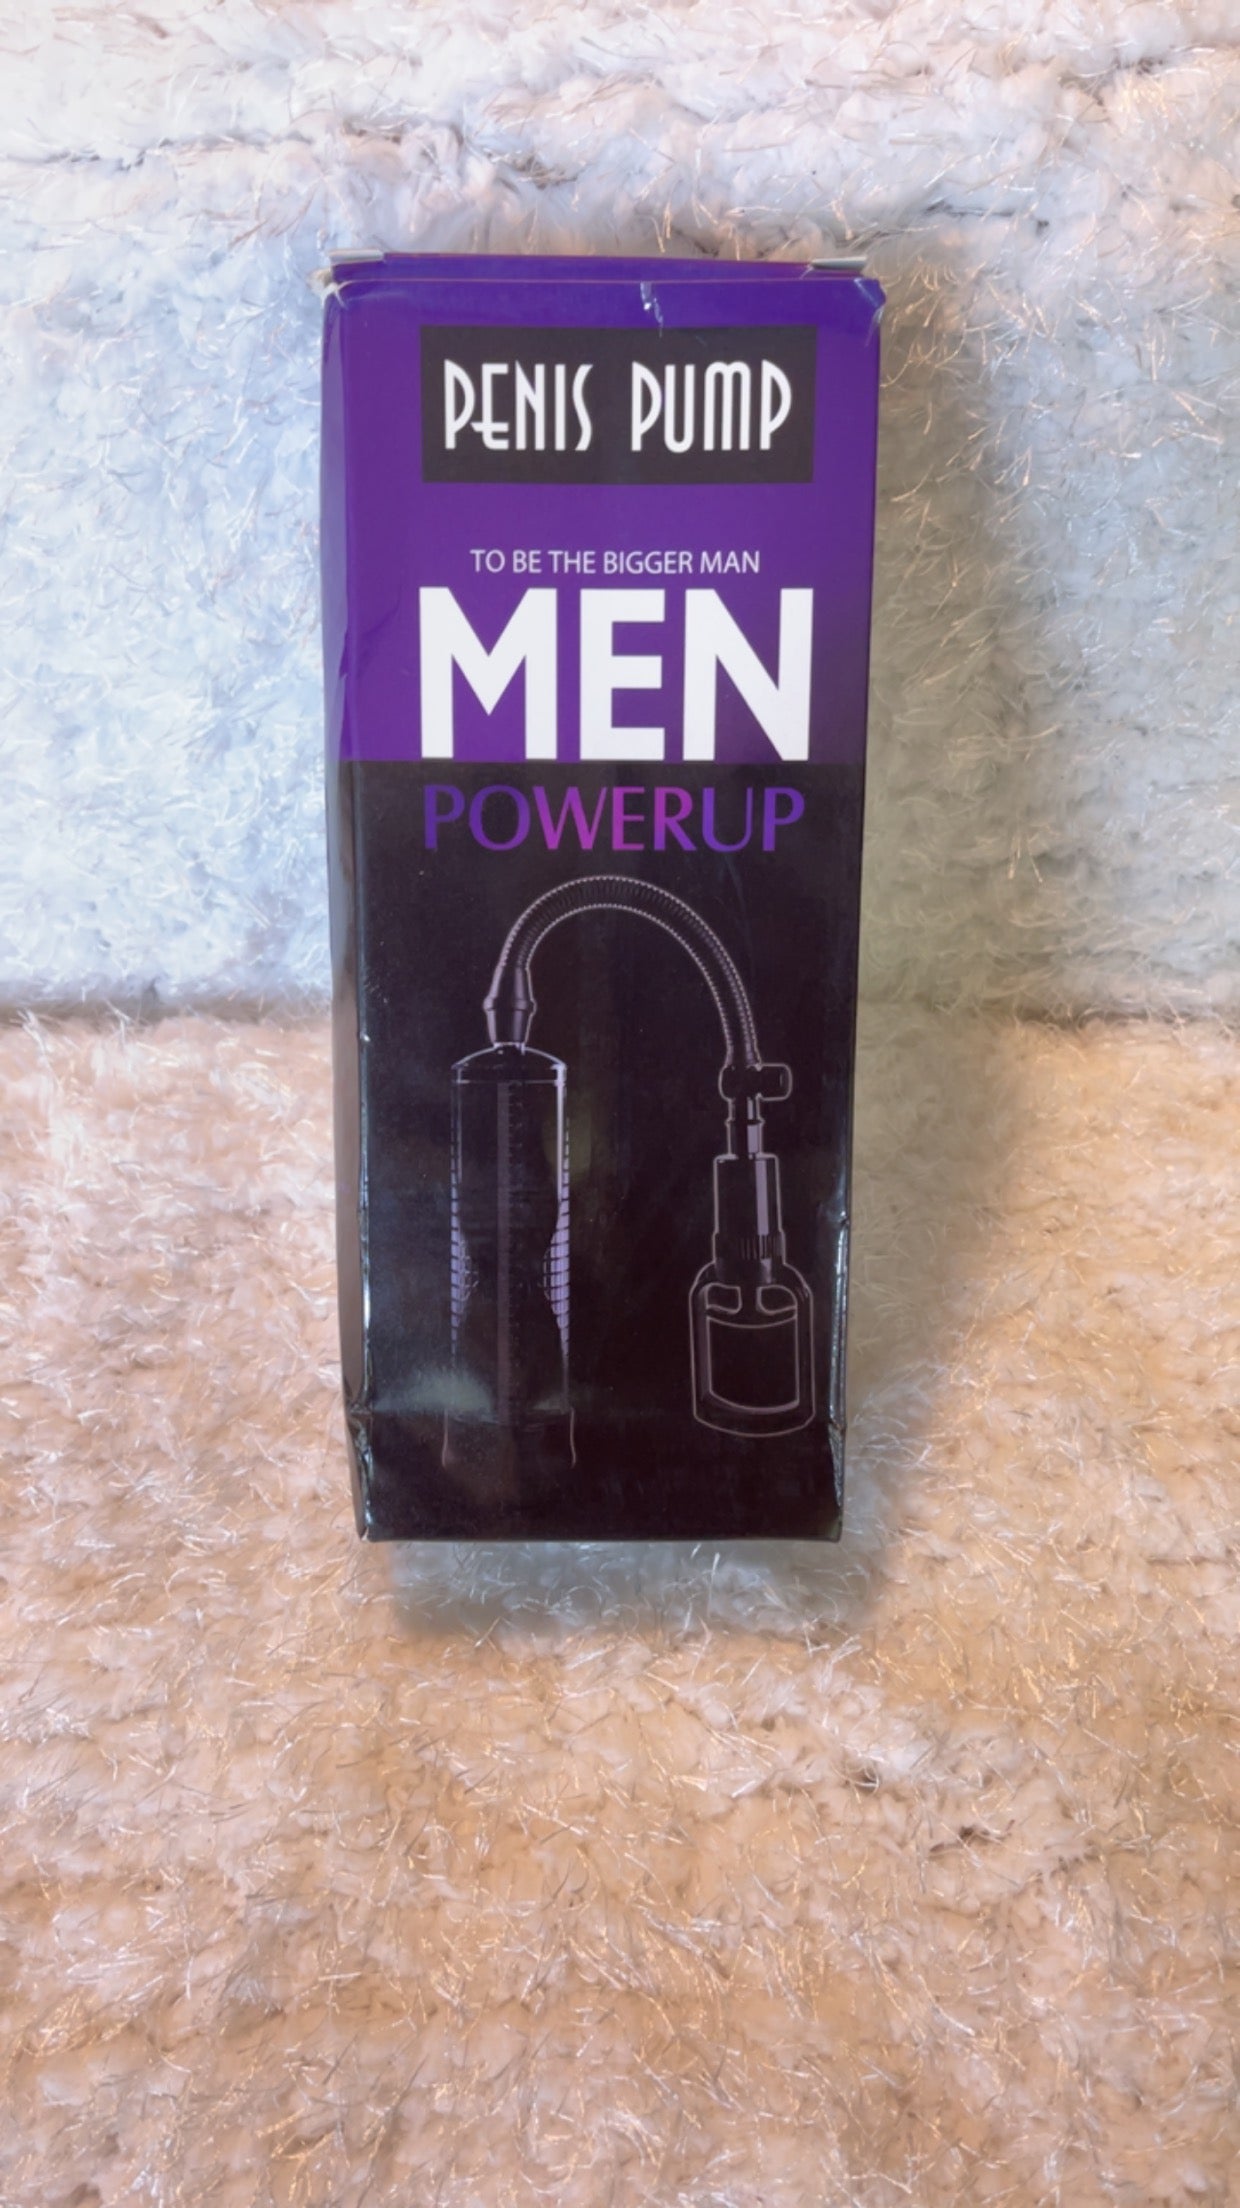 PENIS PUMP
TO BE THE BIGGER MAN
MEN
POWERUP